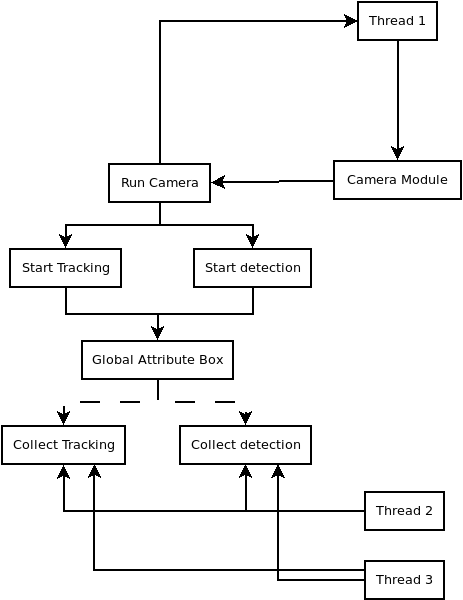 Thread 1
Run Camera
Camera Module
Start Tracking
Start detection
Global Attribute Box
Collect Tracking
Collect detection
Thread 2
Thread 3